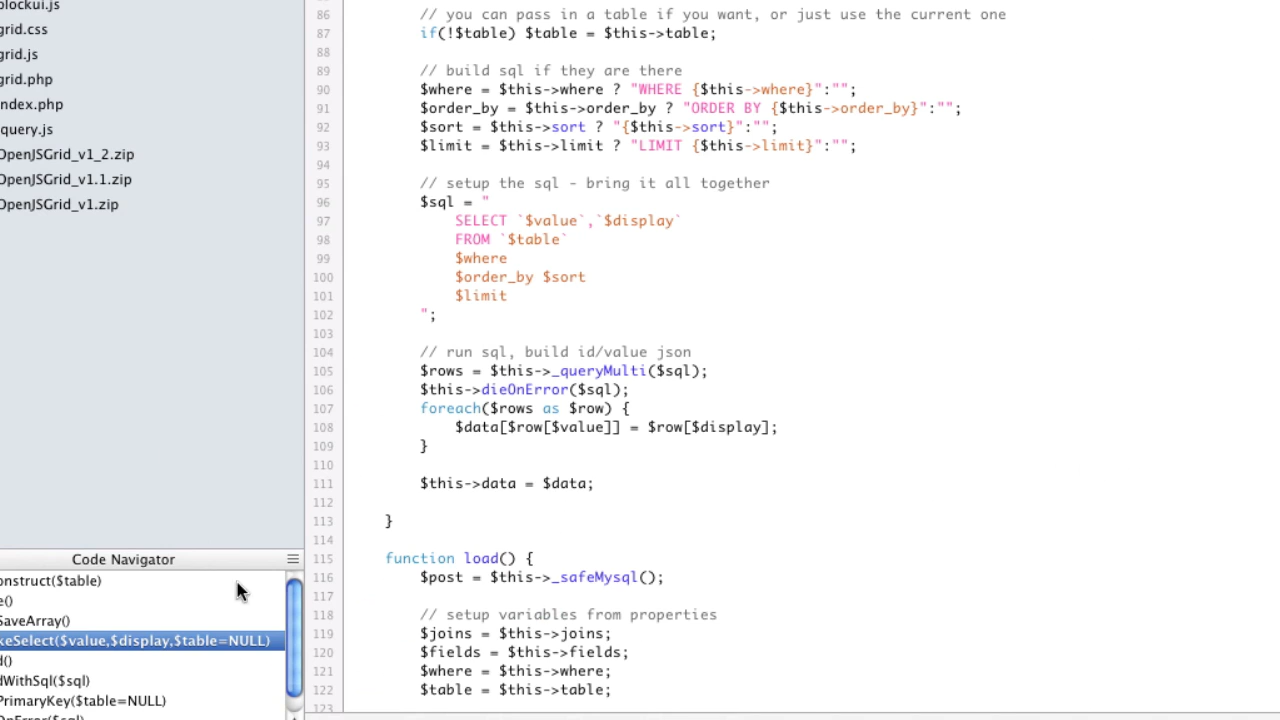 blockui.js
grid.css
grid.js
grid.php
ndex.php
query.js
OpenJSGrid_v1_2.zip
OpenJSGrid_v1.1.zip
OpenJSGrid_v1.zip
Code Navigator
onstruct($table)
e()
SaveArray()
keSelect($value,$display,$table=NULL)
d()
dWithSql($sql)
PrimaryKey($table=NULL)
OnError($sql)
86 // you can pass in a table if you want, or just use the current one
87 if(!$table) $table = $this->table;
88
89 // build sql if they are there
90 $where = $this->where ? "WHERE {$this->where}":"";
91 $order_by = $this->order_by ? "ORDER BY {$this->order_by}":"";
92 $sort = $this->sort ? "{$this->sort}":"";
93 $limit = $this->limit ? "LIMIT {$this->limit}":"";
94
95 // setup the sql - bring it all together
96 $sql = "
97 SELECT `$value`,`$display`
98 FROM `$table`
99 $where
100 $order_by $sort
101 $limit
102 ";
103
104 // run sql, build id/value json
105 $rows = $this->_queryMulti($sql);
106 $this->dieOnError($sql);
107 foreach($rows as $row) {
108 $data[$row[$value]] = $row[$display];
109 }
110
111 $this->data = $data;
112
113 }
114
115 function load() {
116 $post = $this->_safeMysql();
117
118 // setup variables from properties
119 $joins = $this->joins;
120 $fields = $this->fields;
121 $where = $this->where;
122 $table = $this->table;
123